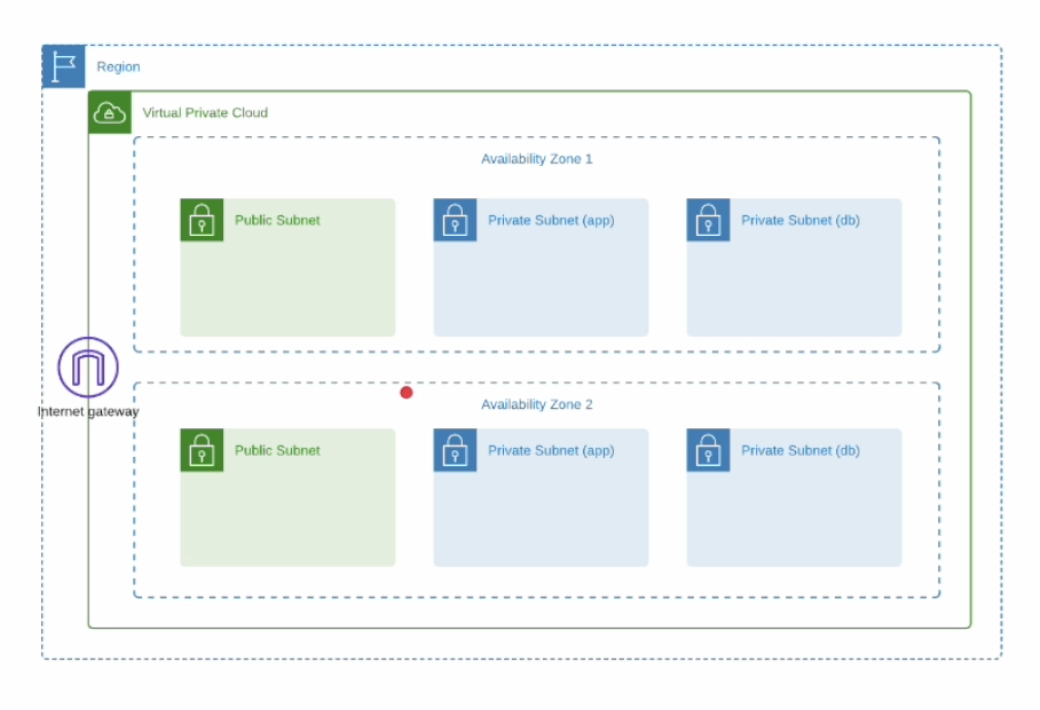 Region
Virtual Private Cloud
Availability Zone 1
Public Subnet
Private Subnet (app)
Private Subnet (db)
Internet gateway
Availability Zone 2
Public Subnet
Private Subnet (app)
Private Subnet (db)